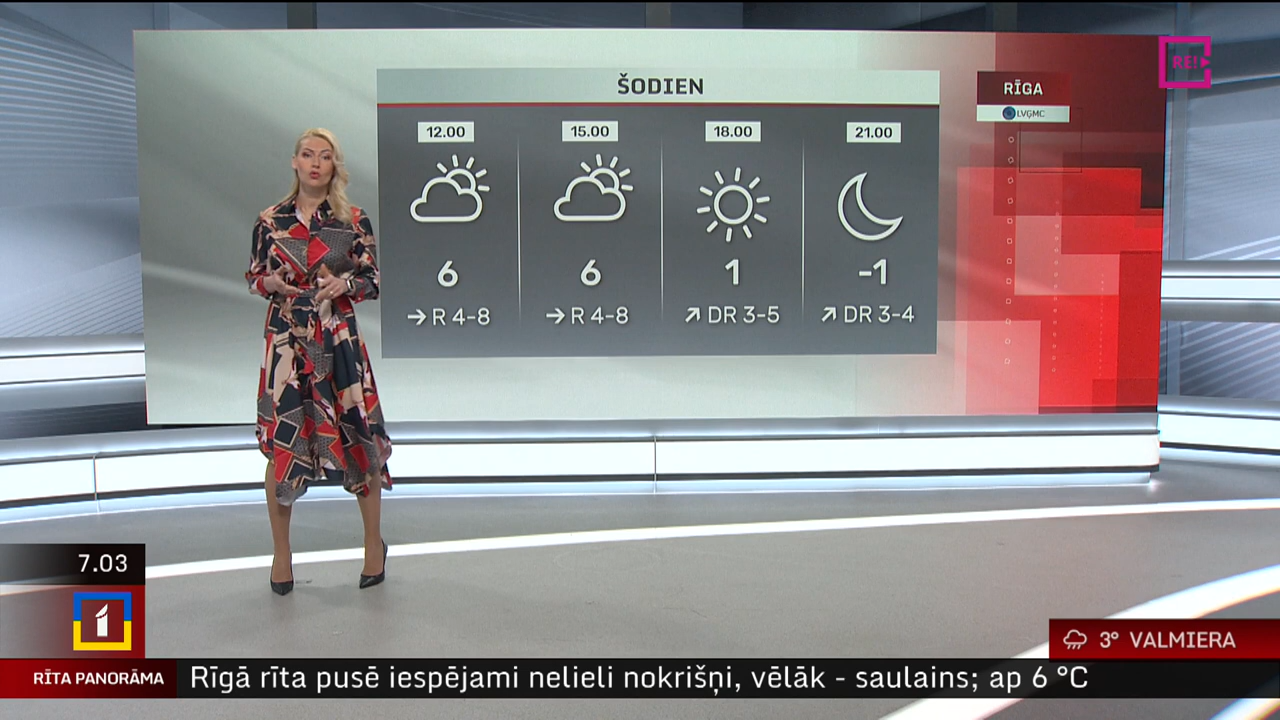 RE!
ŠODIEN
RĪGA
LVĢMC
12.00
15.00
18.00
21.00
6
6
1
-1
R 4-8
R 4-8
DR 3-5
DR 3-4
7.03
1
3° VALMIERA
RĪTA PANORĀMA
Rīgā rīta pusē iespējami nelieli nokrišņi, vēlāk - saulains; ap 6 °C